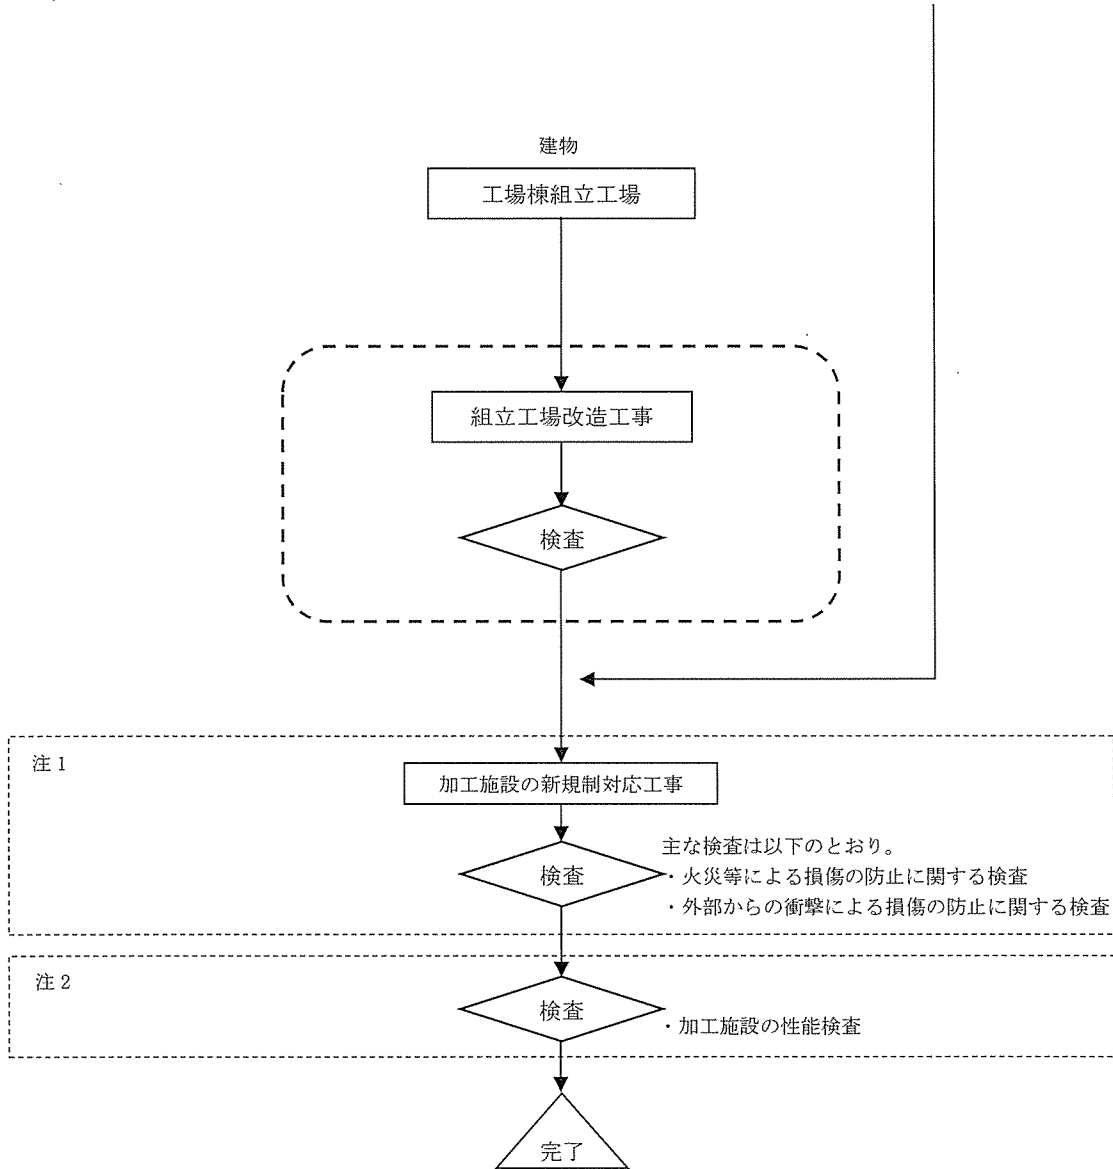 建物
工場棟組立工場
組立工場改造工事
検査
注 1
加工施設の新規制対応工事
検査
主な検査は以下のとおり。
・火災等による損傷の防止に関する検査
・外部からの衝撃による損傷の防止に関する検査
注 2
検査
・加工施設の性能検査
完了